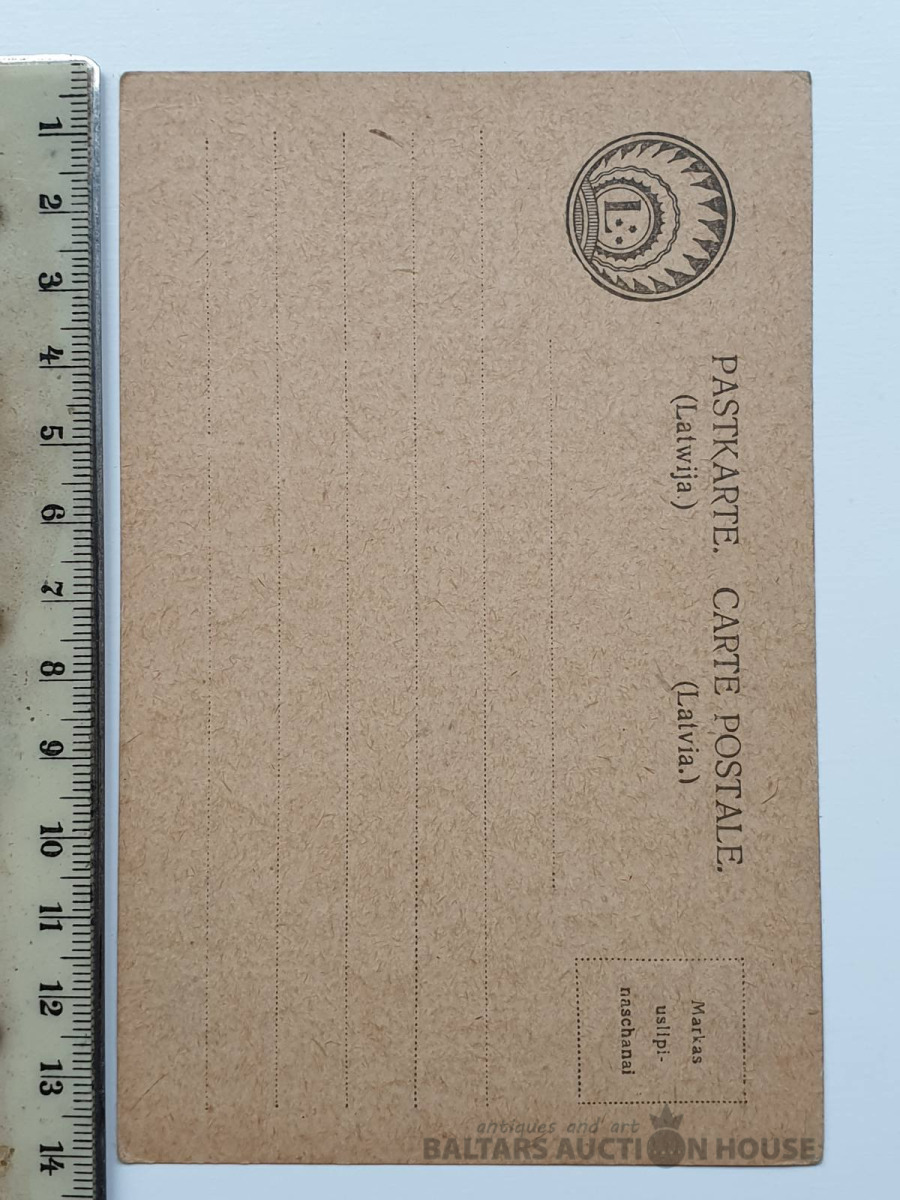 PASTKARTE. CARTE POSTALE.
(Latwija.) (Latvia.)
L
Markas
uslipi-
naschanai
1 2 3 4 5 6 7 8 9 10 11 12 13 14
antiques and art
BALTARS AUCTION HOUSE